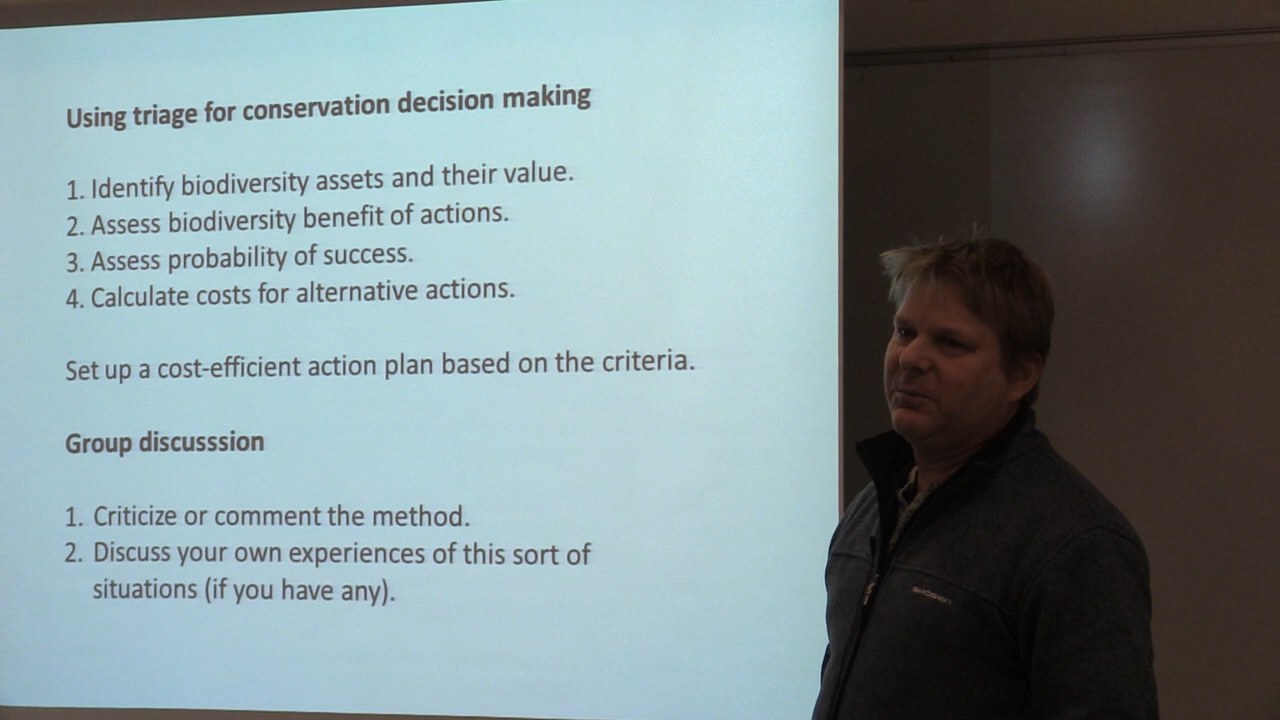 Using triage for conservation decision making
1. Identify biodiversity assets and their value.
2. Assess biodiversity benefit of actions.
3. Assess probability of success.
4. Calculate costs for alternative actions.
Set up a cost-efficient action plan based on the criteria.
Group discusssion
1. Criticize or comment the method.
2. Discuss your own experiences of this sort of
situations (if you have any).